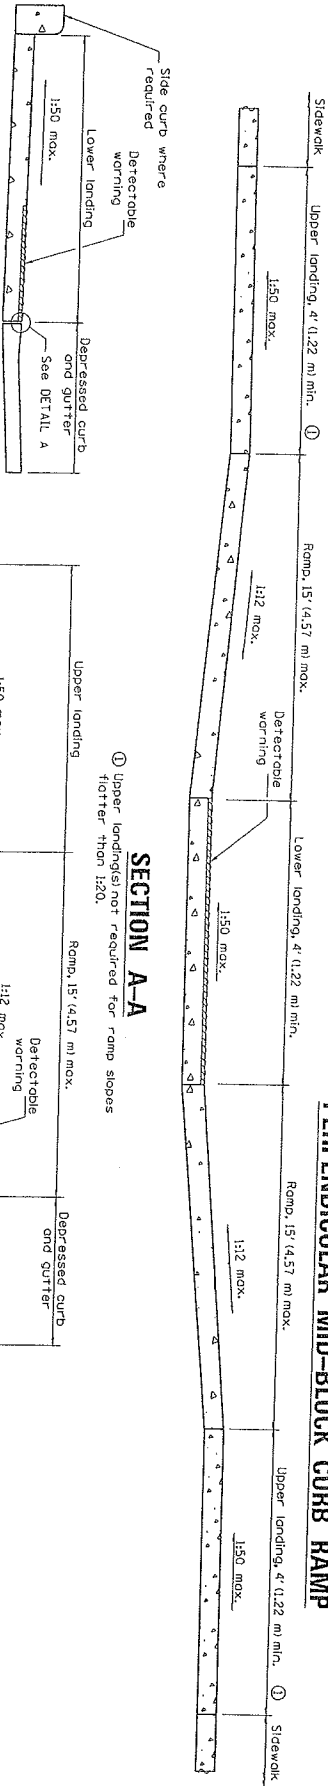 PERPENDICULAR MID-BLOCK CURB RAMP
Sidewalk
Upper landing, 4' (1.22 m) min. ①
Ramp, 15' (4.57 m) max.
Lower landing, 4' (1.22 m) min.
Ramp, 15' (4.57 m) max.
Upper landing, 4' (1.22 m) min. ①
Sidewalk
1:50 max.
1:12 max.
Detectable
warning
1:50 max.
1:12 max.
1:50 max.
SECTION A-A
① Upper landing(s) not required for ramp slopes
flatter than 1:20.
Side curb where
required
Detectable
warning
Lower landing
Depressed curb
and gutter
1:50 max.
See DETAIL A
Upper landing
Ramp, 15' (4.57 m) max.
Depressed curb
and gutter
Detectable
warning
1:50 max.
1:12 max.